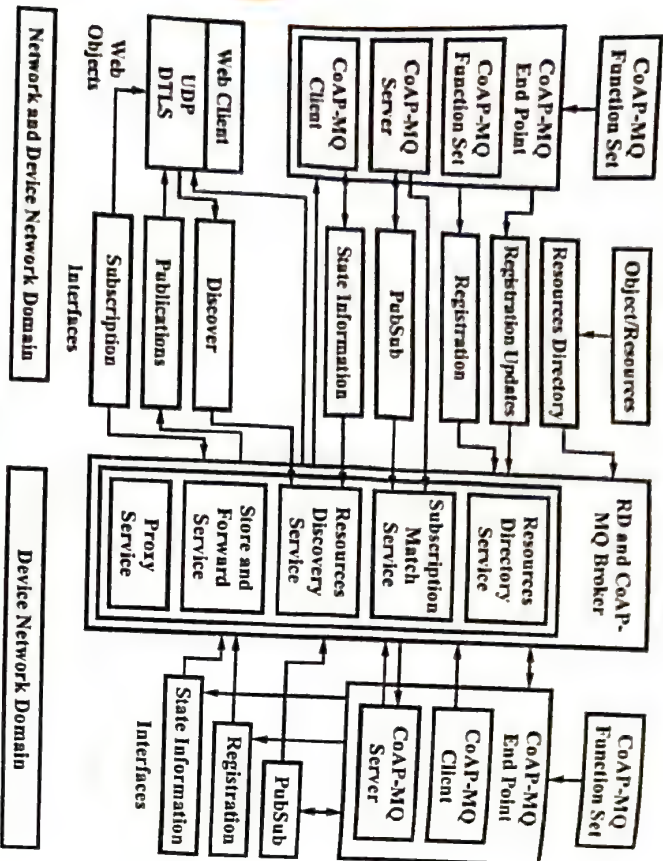 CoAP-MQ
Function Set
CoAP-MQ
End Point
CoAP-MQ
Function Set
CoAP-MQ
Server
CoAP-MQ
Client
Web Client
UDP
DTLS
Web
Objects
Object/Resources
Resources Directory
Registration Updates
Registration
PubSub
State Information
Discover
Publications
Subscription
Interfaces
RD and CoAP-
MQ Broker
Resources
Directory
Service
Subscription
Match
Service
Resources
Discovery
Service
Store and
Forward
Service
Proxy
Service
CoAP-MQ
Function Set
CoAP-MQ
End Point
CoAP-MQ
Client
CoAP-MQ
Server
PubSub
Registration
State Information
Interfaces
Network and Device Network Domain
Device Network Domain